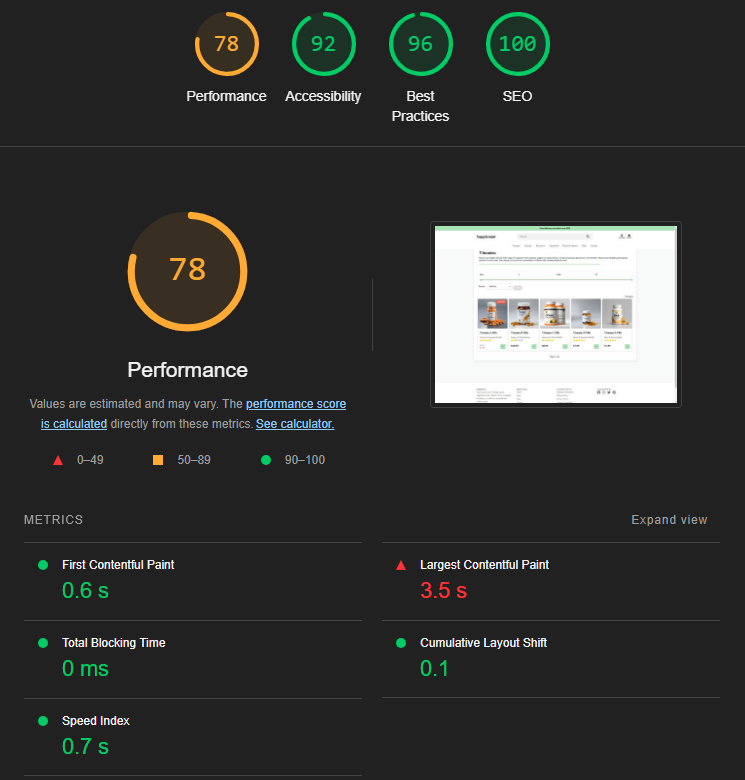 78
92
96
100
Performance
Accessibility
Best
Practices
SEO
78
Performance
Values are estimated and may vary. The performance score
is calculated directly from these metrics. See calculator.
0–49
50–89
90–100
METRICS
Expand view
First Contentful Paint
0.6 s
Largest Contentful Paint
3.5 s
Total Blocking Time
0 ms
Cumulative Layout Shift
0.1
Speed Index
0.7 s